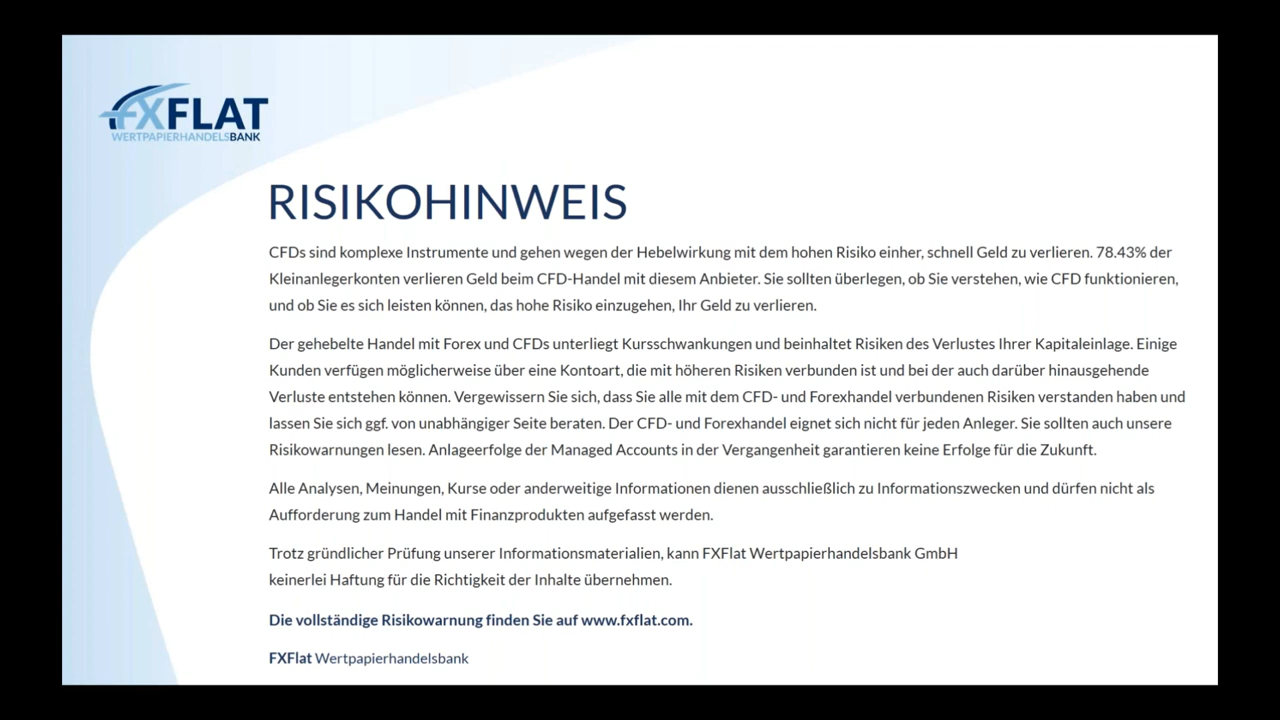 FXFLAT
WERTPAPIERHANDELSBANK
RISIKOHINWEIS
CFDs sind komplexe Instrumente und gehen wegen der Hebelwirkung mit dem hohen Risiko einher, schnell Geld zu verlieren. 78.43% der
Kleinanlegerkonten verlieren Geld beim CFD-Handel mit diesem Anbieter. Sie sollten überlegen, ob Sie verstehen, wie CFD funktionieren,
und ob Sie es sich leisten können, das hohe Risiko einzugehen, Ihr Geld zu verlieren.
Der gehebelte Handel mit Forex und CFDs unterliegt Kursschwankungen und beinhaltet Risiken des Verlustes Ihrer Kapitaleinlage. Einige
Kunden verfügen möglicherweise über eine Kontoart, die mit höheren Risiken verbunden ist und bei der auch darüber hinausgehende
Verluste entstehen können. Vergewissern Sie sich, dass Sie alle mit dem CFD- und Forexhandel verbundenen Risiken verstanden haben und
lassen Sie sich ggf. von unabhängiger Seite beraten. Der CFD- und Forexhandel eignet sich nicht für jeden Anleger. Sie sollten auch unsere
Risikowarnungen lesen. Anlageerfolge der Managed Accounts in der Vergangenheit garantieren keine Erfolge für die Zukunft.
Alle Analysen, Meinungen, Kurse oder anderweitige Informationen dienen ausschließlich zu Informationszwecken und dürfen nicht als
Aufforderung zum Handel mit Finanzprodukten aufgefasst werden.
Trotz gründlicher Prüfung unserer Informationsmaterialien, kann FXFlat Wertpapierhandelsbank GmbH
keinerlei Haftung für die Richtigkeit der Inhalte übernehmen.
Die vollständige Risikowarnung finden Sie auf www.fxflat.com.
FXFlat Wertpapierhandelsbank